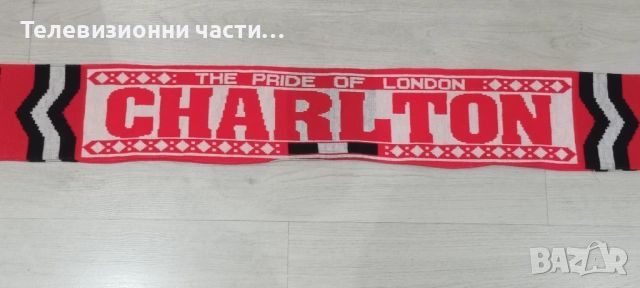 Телевизионни части...
THE PRIDE OF LONDON
CHARLTON
BAZAR